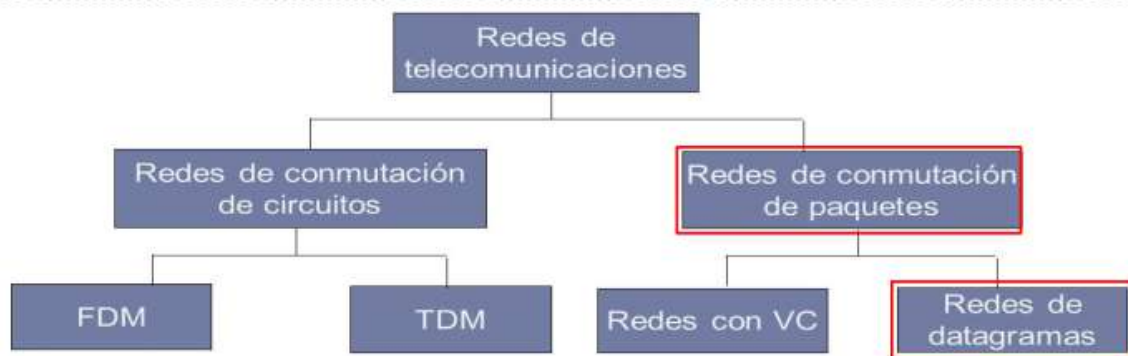 Redes de
telecomunicaciones
Redes de conmutación
de circuitos
Redes de conmutación
de paquetes
FDM
TDM
Redes con VC
Redes de
datagramas